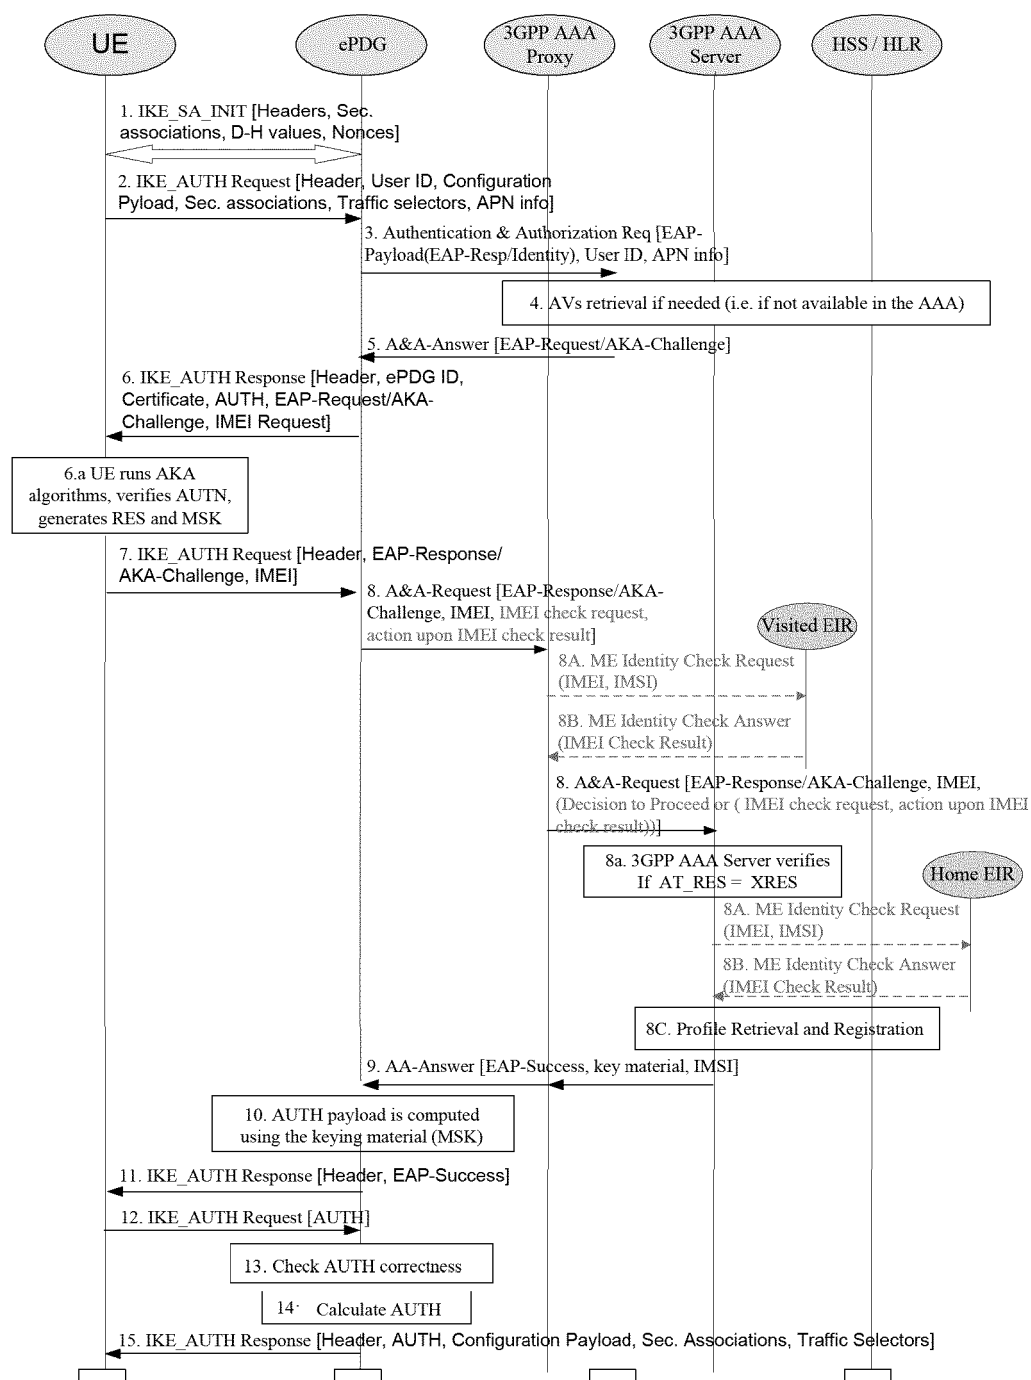 UE
ePDG
3GPP AAA
Proxy
3GPP AAA
Server
HSS / HLR
1. IKE_SA_INIT [Headers, Sec.
associations, D-H values, Nonces]
2. IKE_AUTH Request [Header, User ID, Configuration
Pyload, Sec. associations, Traffic selectors, APN info]
3. Authentication & Authorization Req [EAP-
Payload(EAP-Resp/Identity), User ID, APN info]
4. AVs retrieval if needed (i.e. if not available in the AAA)
5. A&A-Answer [EAP-Request/AKA-Challenge]
6. IKE_AUTH Response [Header, ePDG ID,
Certificate, AUTH, EAP-Request/AKA-
Challenge, IMEI Request]
6.a UE runs AKA
algorithms, verifies AUTN,
generates RES and MSK
7. IKE_AUTH Request [Header, EAP-Response/
AKA-Challenge, IMEI]
8. A&A-Request [EAP-Response/AKA-
Challenge, IMEI, IMEI check request,
action upon IMEI check result]
Visited EIR
8A. ME Identity Check Request
(IMEI, IMSI)
8B. ME Identity Check Answer
(IMEI Check Result)
8. A&A-Request [EAP-Response/AKA-Challenge, IMEI,
(Decision to Proceed or ( IMEI check request, action upon IMEI
check result))]
8a. 3GPP AAA Server verifies
If AT_RES = XRES
Home EIR
8A. ME Identity Check Request
(IMEI, IMSI)
8B. ME Identity Check Answer
(IMEI Check Result)
8C. Profile Retrieval and Registration
9. AA-Answer [EAP-Success, key material, IMSI]
10. AUTH payload is computed
using the keying material (MSK)
11. IKE_AUTH Response [Header, EAP-Success]
12. IKE_AUTH Request [AUTH]
13. Check AUTH correctness
14· Calculate AUTH
15. IKE_AUTH Response [Header, AUTH, Configuration Payload, Sec. Associations, Traffic Selectors]